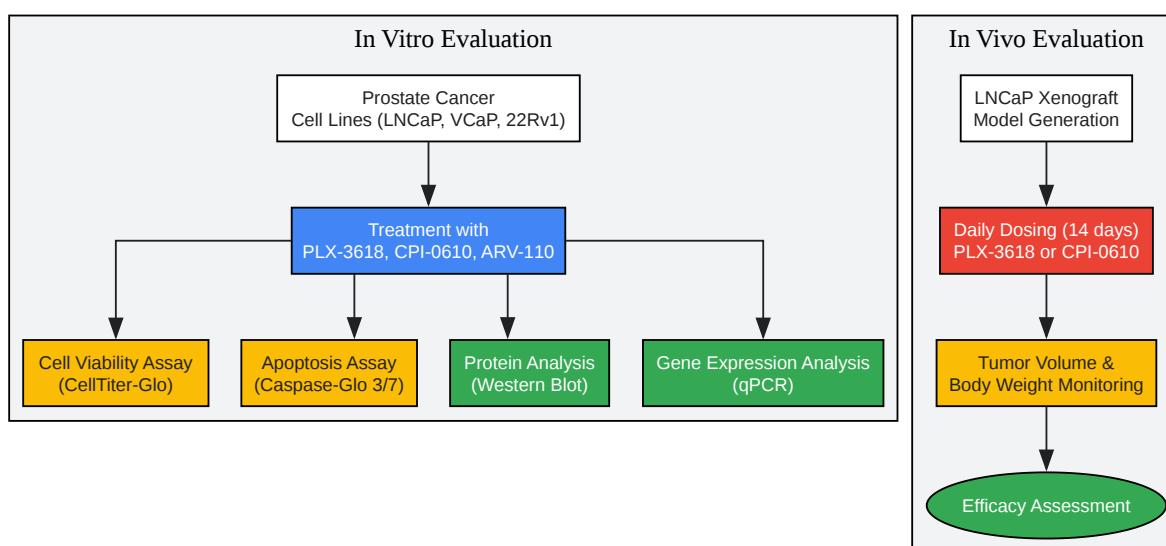 In Vitro Evaluation
Prostate Cancer
Cell Lines (LNCaP, VCaP, 22Rv1)
Treatment with
PLX-3618, CPI-0610, ARV-110
Cell Viability Assay
(CellTiter-Glo)
Apoptosis Assay
(Caspase-Glo 3/7)
Protein Analysis
(Western Blot)
Gene Expression Analysis
(qPCR)
In Vivo Evaluation
LNCaP Xenograft
Model Generation
Daily Dosing (14 days)
PLX-3618 or CPI-0610
Tumor Volume &
Body Weight Monitoring
Efficacy Assessment